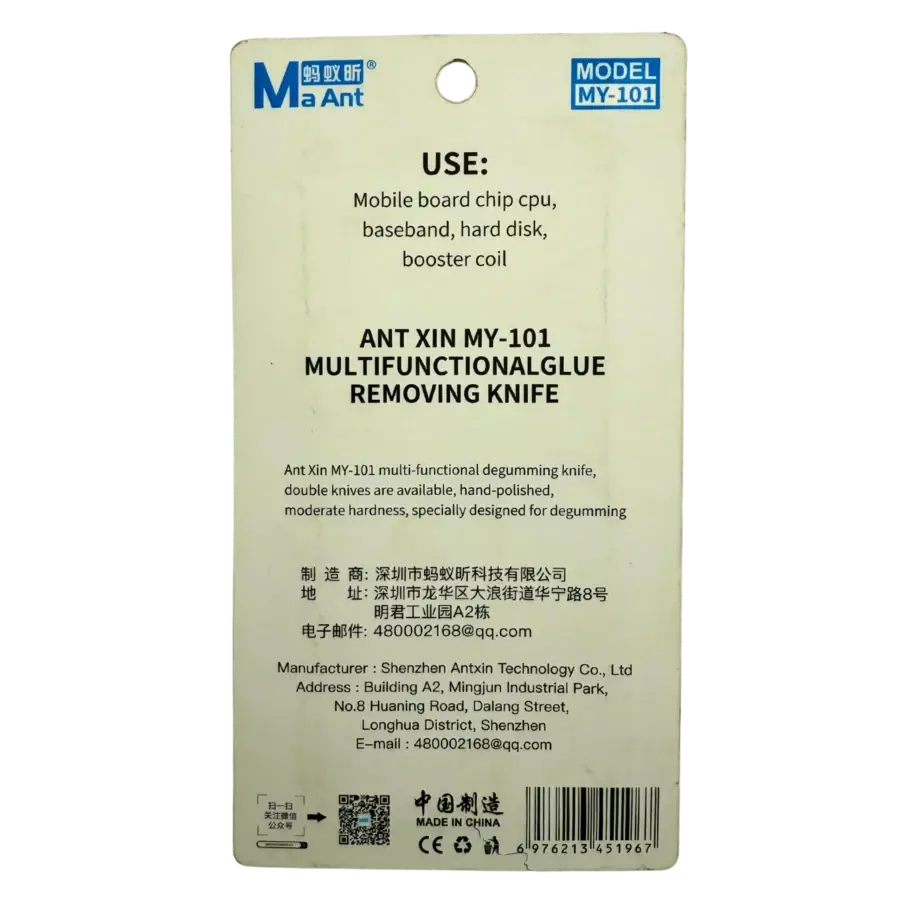 Ma Ant 蚂蚁昕®
MODEL
MY-101
USE:
Mobile board chip cpu,
baseband, hard disk,
booster coil
ANT XIN MY-101
MULTIFUNCTIONALGLUE
REMOVING KNIFE
Ant Xin MY-101 multi-functional degumming knife,
double knives are available, hand-polished,
moderate hardness, specially designed for degumming
制 造 商: 深圳市蚂蚁昕科技有限公司
地 址: 深圳市龙华区大浪街道华宁路8号
明君工业园A2栋
电子邮件: 480002168@qq.com
Manufacturer : Shenzhen Antxin Technology Co., Ltd
Address : Building A2, Mingjun Industrial Park,
No.8 Huaning Road, Dalang Street,
Longhua District, Shenzhen
E-mail : 480002168@qq.com
扫一扫
关注微信
公众号
中国制造
MADE IN CHINA
CE
6 976213 451967